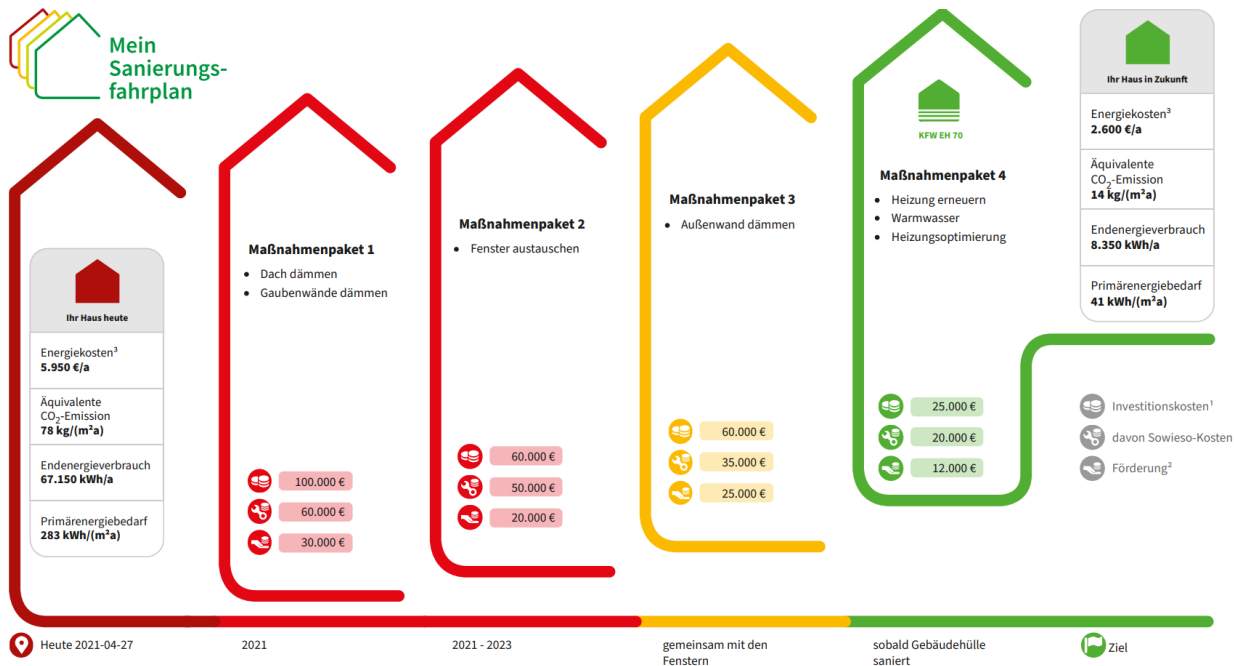 Mein
Sanierungs-
fahrplan
Ihr Haus heute
Energiekosten³
5.950 €/a
Äquivalente
CO₂-Emission
78 kg/(m²a)
Endenergieverbrauch
67.150 kWh/a
Primärenergiebedarf
283 kWh/(m²a)
Maßnahmenpaket 1
• Dach dämmen
• Gaubenwände dämmen
100.000 €
60.000 €
30.000 €
Maßnahmenpaket 2
• Fenster austauschen
60.000 €
50.000 €
20.000 €
Maßnahmenpaket 3
• Außenwand dämmen
60.000 €
35.000 €
25.000 €
KFW EH 70
Maßnahmenpaket 4
• Heizung erneuern
• Warmwasser
• Heizungsoptimierung
25.000 €
20.000 €
12.000 €
Ihr Haus in Zukunft
Energiekosten³
2.600 €/a
Äquivalente
CO₂-Emission
14 kg/(m²a)
Endenergieverbrauch
8.350 kWh/a
Primärenergiebedarf
41 kWh/(m²a)
Investitionskosten¹
davon Sowieso-Kosten
Förderung²
Heute 2021-04-27
2021
2021 - 2023
gemeinsam mit den
Fenstern
sobald Gebäudehülle
saniert
Ziel